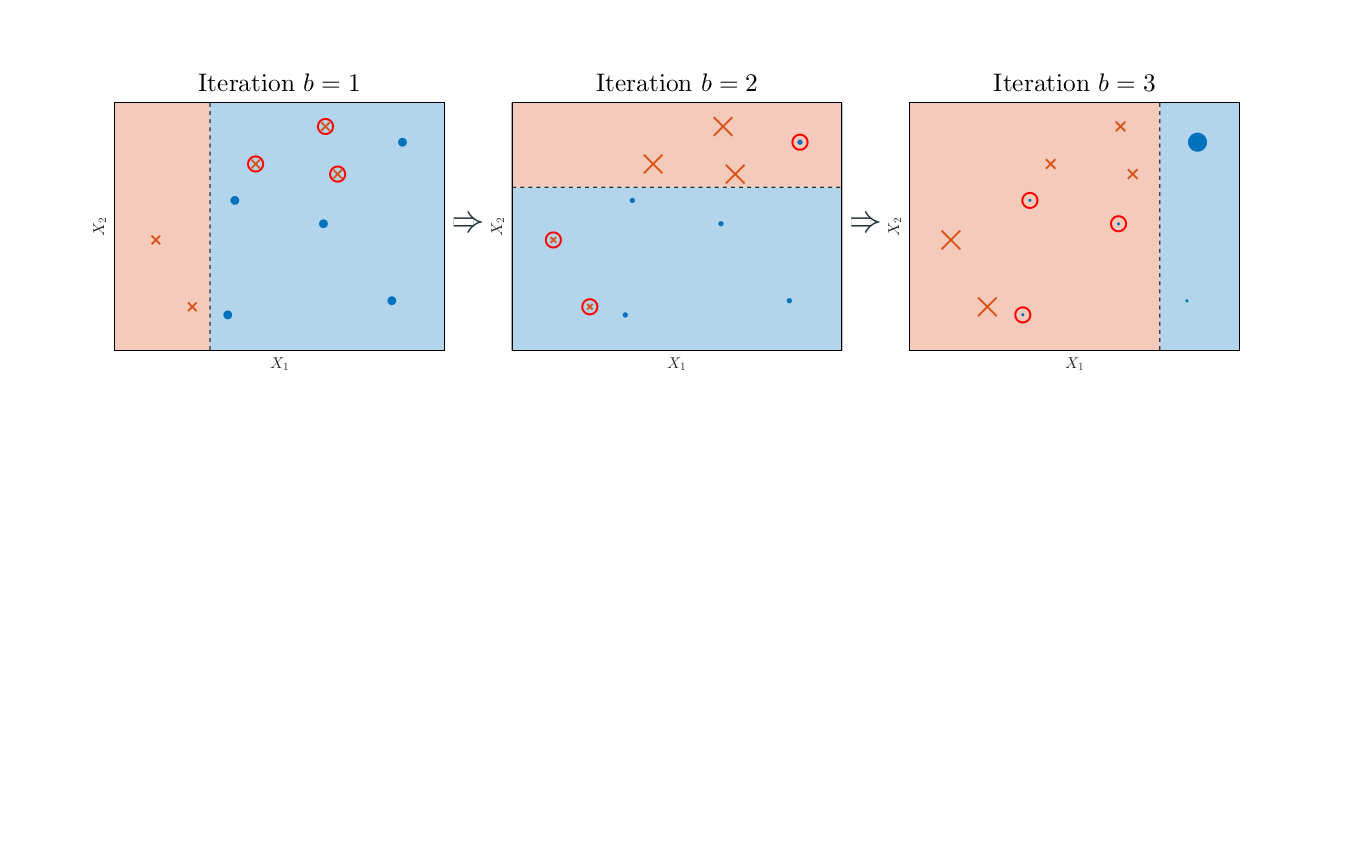 Iteration b = 1
Iteration b = 2
Iteration b = 3
X₂
⇒
X₂
⇒
X₂
X₁
X₁
X₁